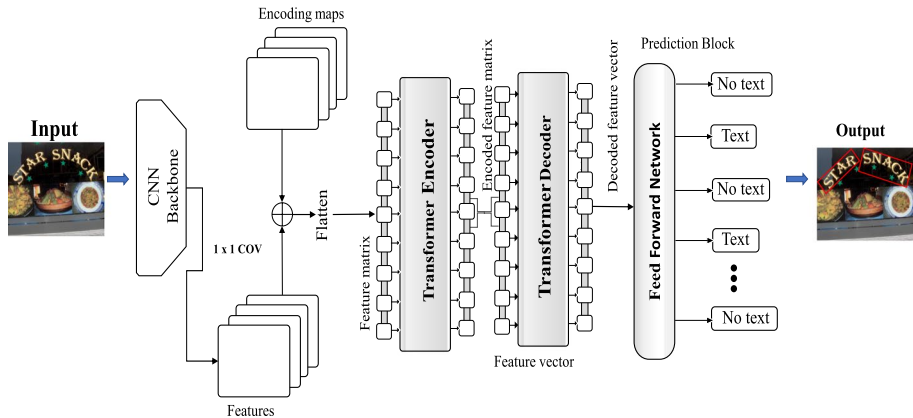 Encoding maps
Input
STAR SNACK
CNN
Backbone
1 x 1 COV
Features
Flatten
Feature matrix
Transformer Encoder
Encoded feature matrix
Transformer Decoder
Feature vector
Decoded feature vector
Prediction Block
Feed Forward Network
No text
Text
No text
Text
No text
Output
STAR SNACK